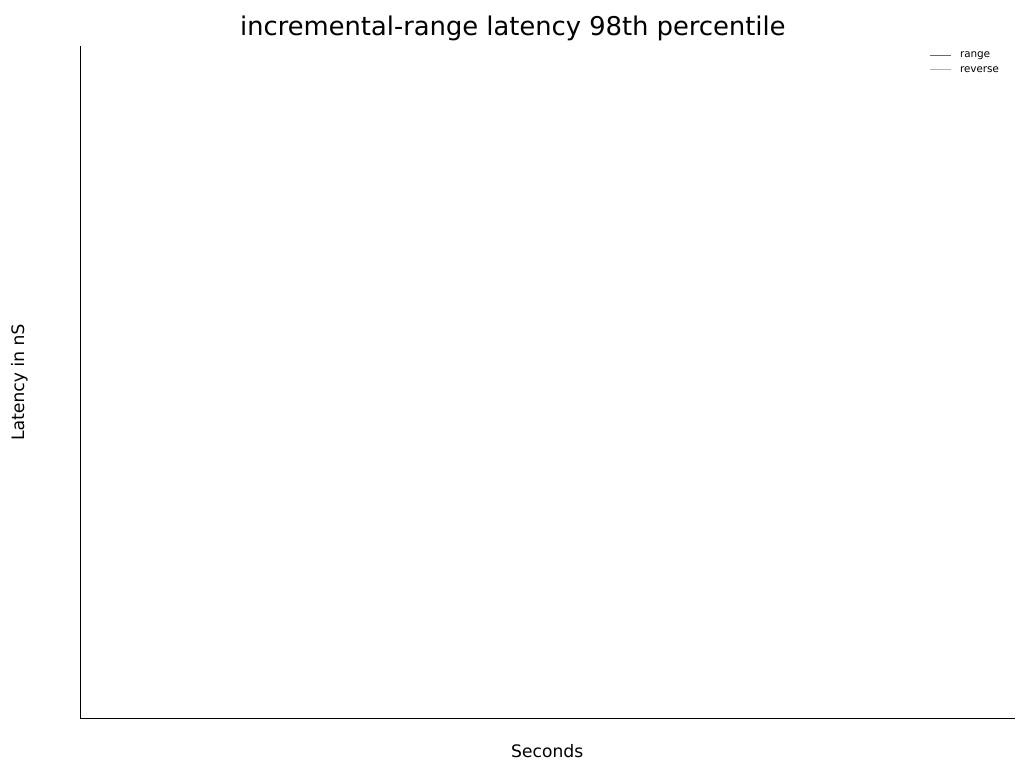 incremental-range latency 98th percentile
range
reverse
Latency in nS
Seconds